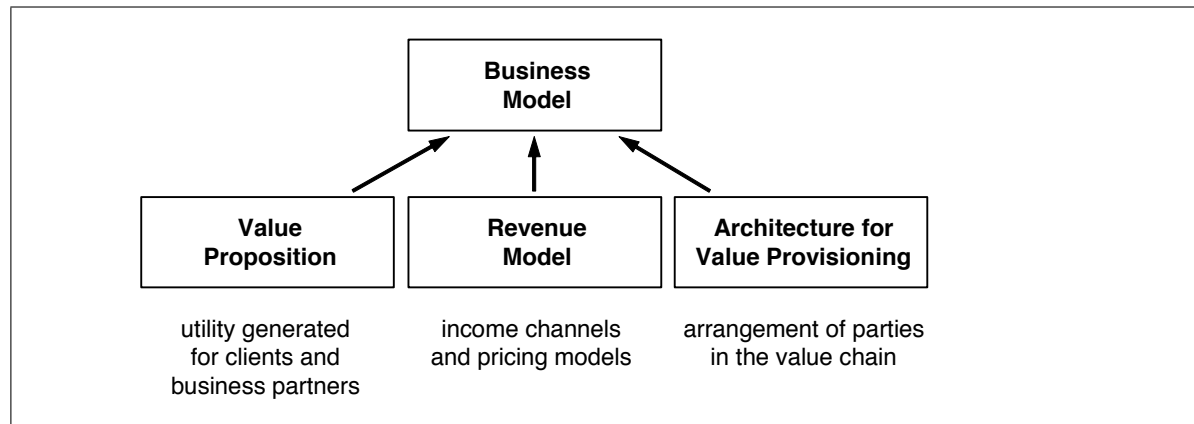 Business
Model
Value
Proposition
Revenue
Model
Architecture for
Value Provisioning
utility generated
for clients and
business partners
income channels
and pricing models
arrangement of parties
in the value chain